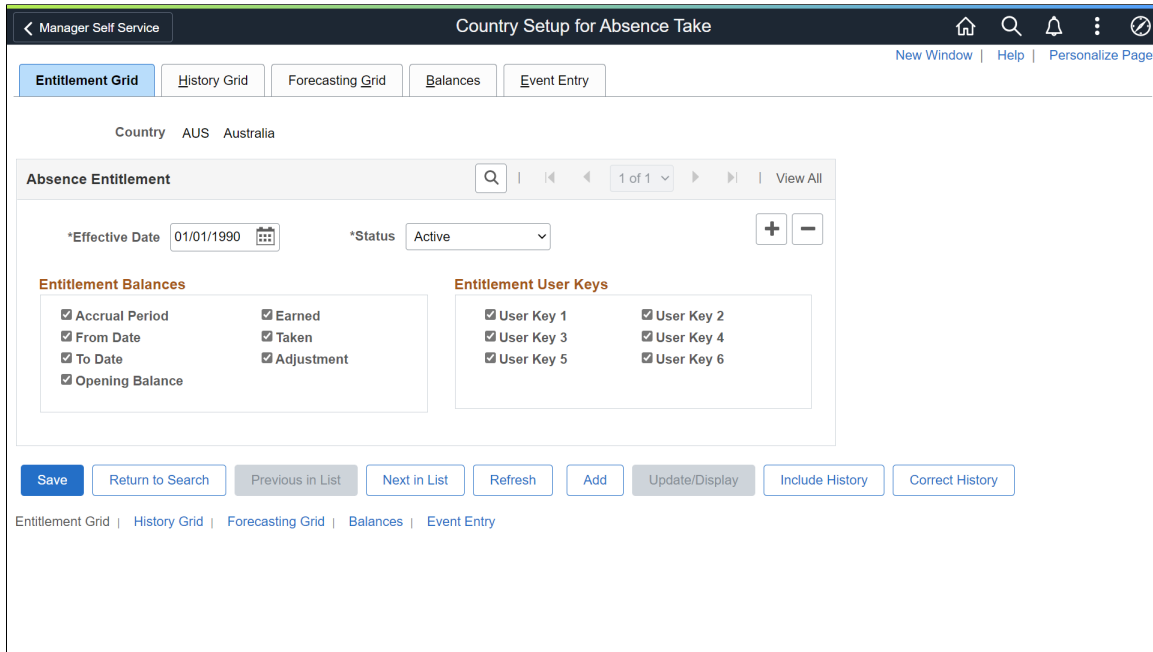 Manager Self Service Country Setup for Absence Take
New Window | Help | Personalize Page
Entitlement Grid History Grid Forecasting Grid Balances Event Entry
Country AUS Australia
Absence Entitlement | 1 of 1 | View All
*Effective Date 01/01/1990 *Status Active
Entitlement Balances Entitlement User Keys
Accrual Period Earned User Key 1 User Key 2
From Date Taken User Key 3 User Key 4
To Date Adjustment User Key 5 User Key 6
Opening Balance
Save Return to Search Previous in List Next in List Refresh Add Update/Display Include History Correct History
Entitlement Grid | History Grid | Forecasting Grid | Balances | Event Entry